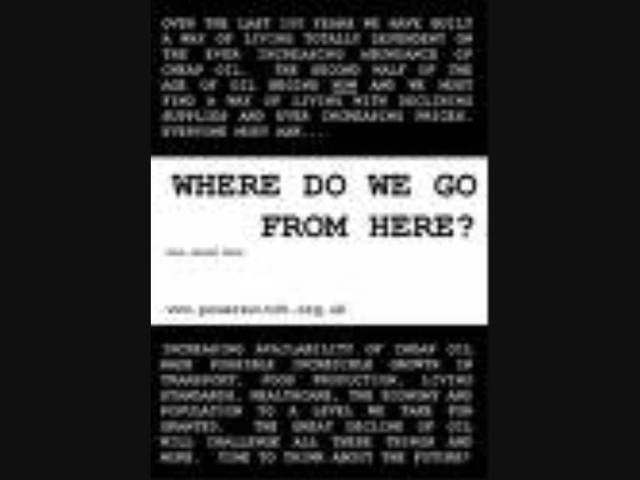 OVER THE LAST 150 YEARS WE HAVE BUILT
A WAY OF LIVING TOTALLY DEPENDENT ON
THE EVER INCREASING ABUNDANCE OF
CHEAP OIL. THE SECOND HALF OF THE
AGE OF OIL BEGINS NOW AND WE MUST
FIND A WAY OF LIVING WITH DECLINING
SUPPLIES AND EVER INCREASING PRICES.
EVERYONE MUST
WHERE DO WE GO
FROM HERE?
www.powerswitch.org.uk
INCREASING AVAILABILITY OF CHEAP OIL
MADE POSSIBLE INCREDIBLE GROWTH IN
TRANSPORT, FOOD PRODUCTION, LIVING
STANDARDS, HEALTHCARE, THE ECONOMY AND
POPULATION TO A LEVEL WE TAKE FOR
GRANTED. THE GREAT DECLINE OF OIL
WILL CHALLENGE ALL THESE THINGS AND
MORE. TIME TO THINK ABOUT THE FUTURE?